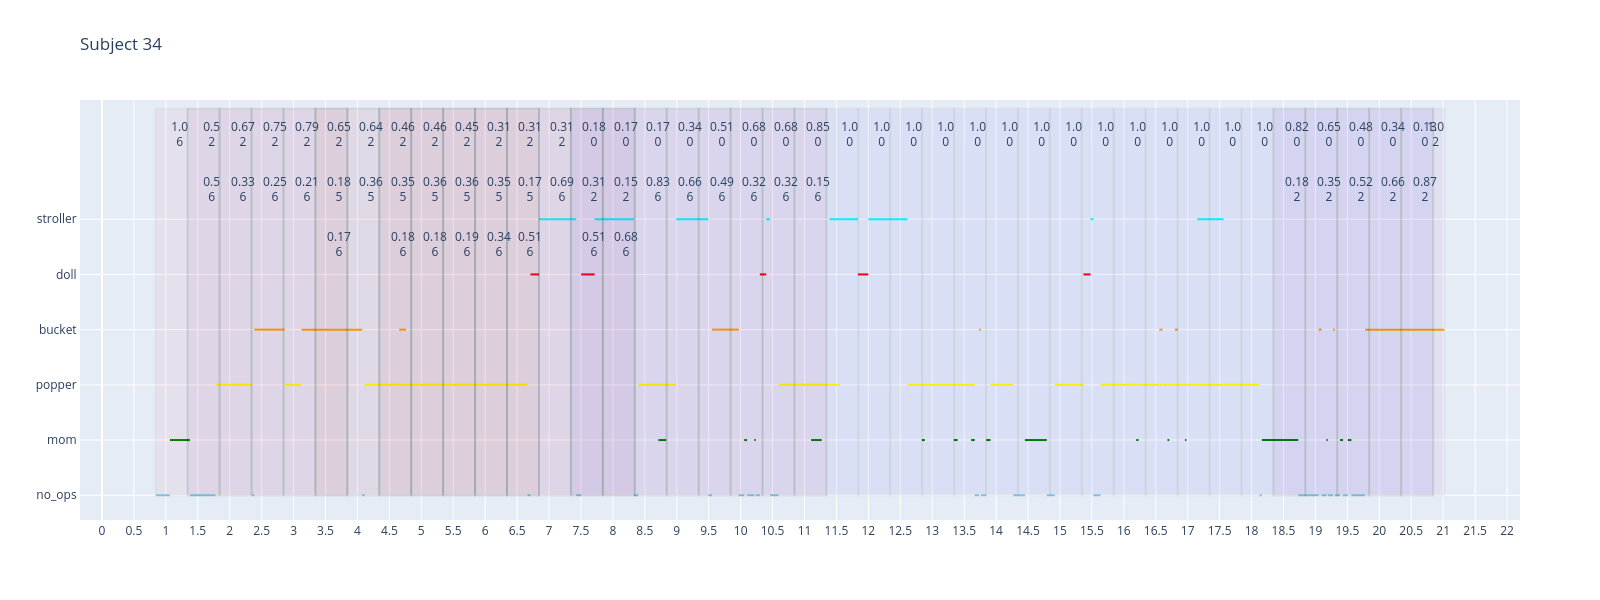 Subject 34
1.0 0.5 0.67 0.75 0.79 0.65 0.64 0.46 0.46 0.45 0.31 0.31 0.31 0.18 0.17 0.17 0.34 0.51 0.68 0.68 0.85 1.0 1.0 1.0 1.0 1.0 1.0 1.0 1.0 1.0 1.0 1.0 1.0 1.0 1.0 0.82 0.65 0.48 0.34 0.13 1.0
6 2 2 2 2 2 2 2 2 2 2 2 2 0 0 0 0 0 0 0 0 0 0 0 0 0 0 0 0 0 0 0 0 0 0 0 0 0 0 0 2
0.5 0.33 0.25 0.21 0.18 0.36 0.35 0.36 0.36 0.35 0.17 0.69 0.31 0.15 0.83 0.66 0.49 0.32 0.32 0.15 0.18 0.35 0.52 0.66 0.87
6 6 6 6 5 5 5 5 5 5 5 6 2 2 6 6 6 6 6 6 2 2 2 2 2
stroller
0.17 0.18 0.18 0.19 0.34 0.51 0.51 0.68
6 6 6 6 6 6 6 6
doll
bucket
popper
mom
no_ops
0 0.5 1 1.5 2 2.5 3 3.5 4 4.5 5 5.5 6 6.5 7 7.5 8 8.5 9 9.5 10 10.5 11 11.5 12 12.5 13 13.5 14 14.5 15 15.5 16 16.5 17 17.5 18 18.5 19 19.5 20 20.5 21 21.5 22